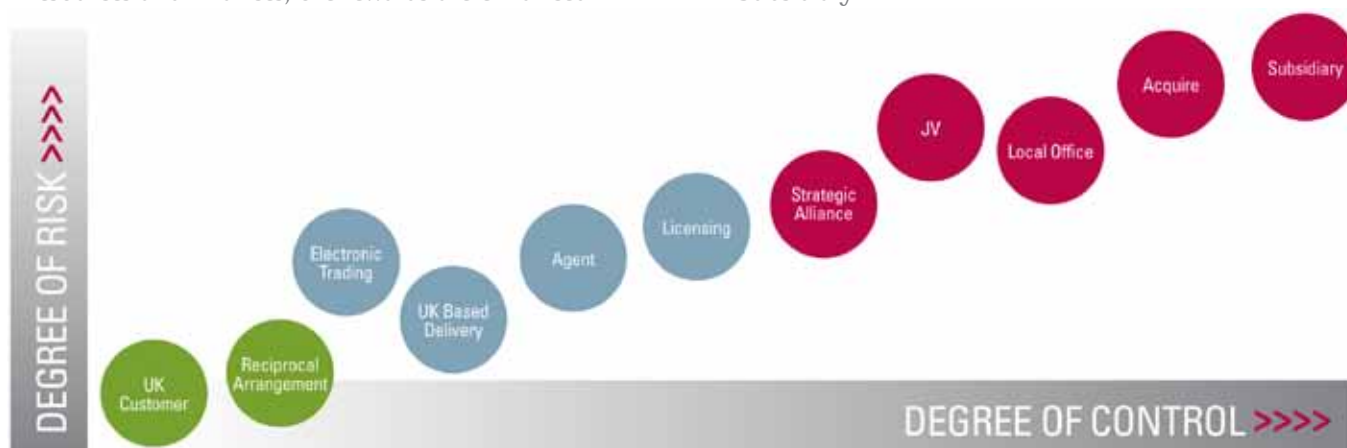 DEGREE OF RISK >>>>
UK
Customer
Reciprocal
Arrangement
Electronic
Trading
UK Based
Delivery
Agent
Licensing
Strategic
Alliance
JV
Local Office
Acquire
Subsidiary
DEGREE OF CONTROL >>>>